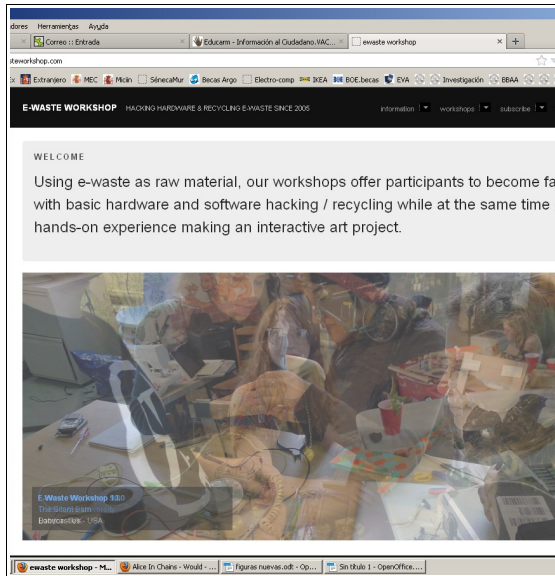 dores Herramientas Ayuda
Correo :: Entrada
Educarm - Información al Ciudadano.VAC...
ewaste workshop
steworkshop.com
Extranjero MEC Micin SénecaMur Becas Argo Electro-comp IKEA BOE BOE.becas EVA Investigación BBAA
E-WASTE WORKSHOP HACKING HARDWARE & RECYCLING E-WASTE SINCE 2005 information workshops subscribe
WELCOME
Using e-waste as raw material, our workshops offer participants to become fa
with basic hardware and software hacking / recycling while at the same time
hands-on experience making an interactive art project.
E-Waste Workshop
USA
ewaste workshop - M...
Alice In Chains - Would - ...
figuras nuevas.odt - Op...
Sin título 1 - OpenOffice....